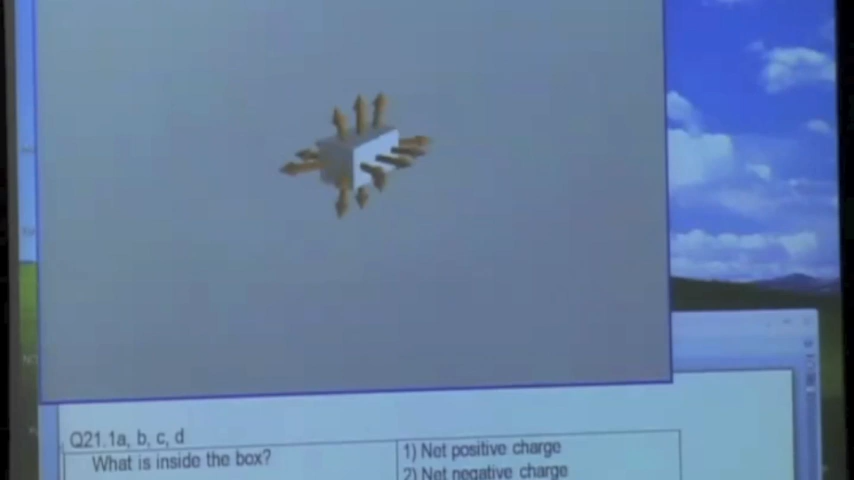 Q21.1a, b, c, d
What is inside the box?
1) Net positive charge
2) Net negative charge